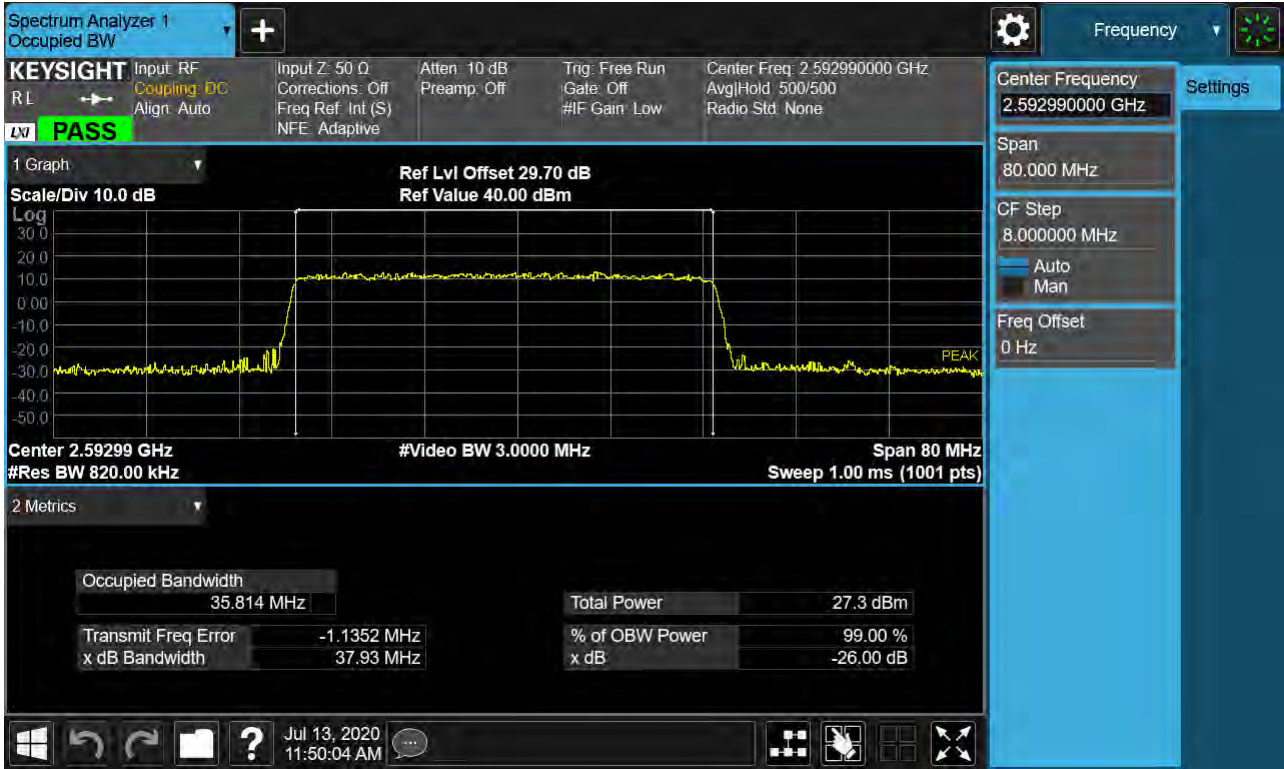 Spectrum Analyzer 1
Occupied BW
Frequency
KEYSIGHT
RL
LXI
PASS
Input: RF
Coupling: DC
Align: Auto
Input Z: 50 Ω
Corrections: Off
Freq Ref: Int (S)
NFE: Adaptive
Atten: 10 dB
Preamp: Off
Trig: Free Run
Gate: Off
#IF Gain: Low
Center Freq: 2.592990000 GHz
Avg|Hold: 500/500
Radio Std: None
Center Frequency
2.592990000 GHz
Settings
Span
80.000 MHz
CF Step
8.000000 MHz
Auto
Man
Freq Offset
0 Hz
1 Graph
Scale/Div 10.0 dB
Ref Lvl Offset 29.70 dB
Ref Value 40.00 dBm
Log
30.0
20.0
10.0
0.00
-10.0
-20.0
-30.0
-40.0
-50.0
PEAK
Center 2.59299 GHz
#Video BW 3.0000 MHz
Span 80 MHz
#Res BW 820.00 kHz
Sweep 1.00 ms (1001 pts)
2 Metrics
Occupied Bandwidth
35.814 MHz
Total Power 27.3 dBm
Transmit Freq Error -1.1352 MHz
% of OBW Power 99.00 %
x dB Bandwidth 37.93 MHz
x dB -26.00 dB
Jul 13, 2020
11:50:04 AM